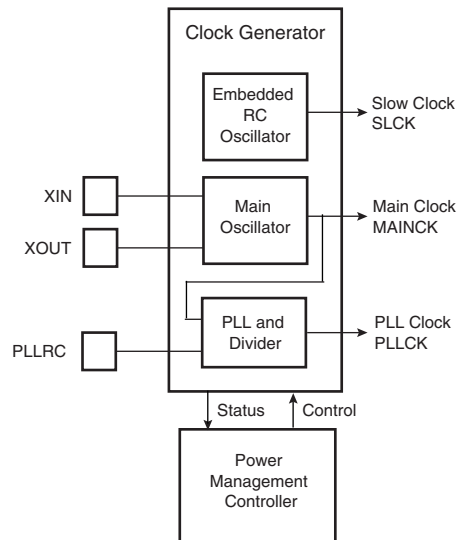 Clock Generator
Embedded
RC
Oscillator
Slow Clock
SLCK
XIN
Main
Oscillator
Main Clock
MAINCK
XOUT
PLL and
Divider
PLL Clock
PLLCK
PLLRC
Status
Control
Power
Management
Controller